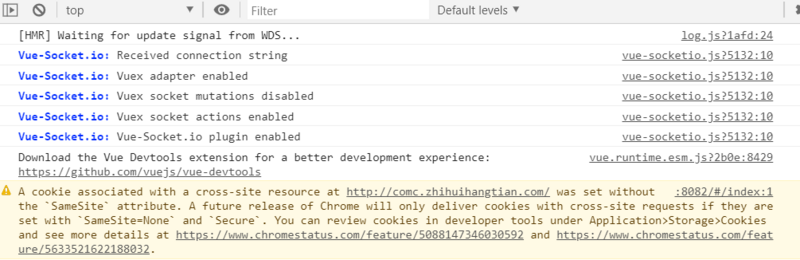 top Filter Default levels
[HMR] Waiting for update signal from WDS... log.js?1afd:24
Vue-Socket.io: Received connection string vue-socketio.js?5132:10
Vue-Socket.io: Vuex adapter enabled vue-socketio.js?5132:10
Vue-Socket.io: Vuex socket mutations disabled vue-socketio.js?5132:10
Vue-Socket.io: Vuex socket actions enabled vue-socketio.js?5132:10
Vue-Socket.io: Vue-Socket.io plugin enabled vue-socketio.js?5132:10
Download the Vue Devtools extension for a better development experience: vue.runtime.esm.js?2b0e:8429
https://github.com/vuejs/vue-devtools
A cookie associated with a cross-site resource at http://comc.zhihuihangtian.com/ was set without :8082/#/index:1
the `SameSite` attribute. A future release of Chrome will only deliver cookies with cross-site requests if they are
set with `SameSite=None` and `Secure`. You can review cookies in developer tools under Application>Storage>Cookies
and see more details at https://www.chromestatus.com/feature/5088147346030592 and https://www.chromestatus.com/feat
ure/5633521622188032.